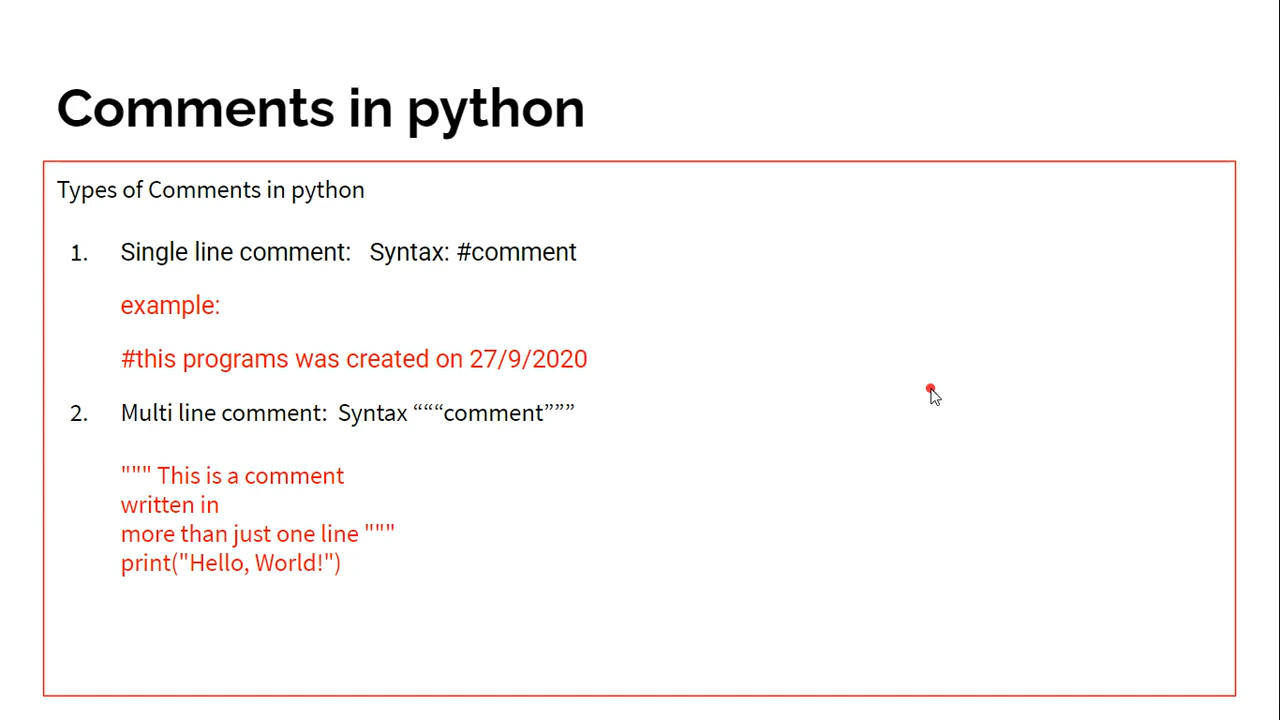 Comments in python
Types of Comments in python
1. Single line comment: Syntax: #comment
example:
#this programs was created on 27/9/2020
2. Multi line comment: Syntax “““comment”””
""" This is a comment
written in
more than just one line """
print("Hello, World!")